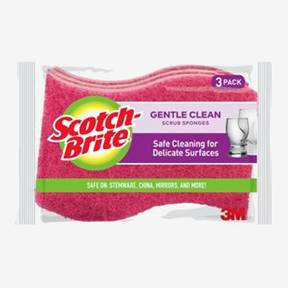 3 PACK
Scotch-
Brite
GENTLE CLEAN
SCRUB SPONGES
Safe Cleaning for
Delicate Surfaces
SAFE ON: STEMWARE, CHINA, MIRRORS, AND MORE!
3M